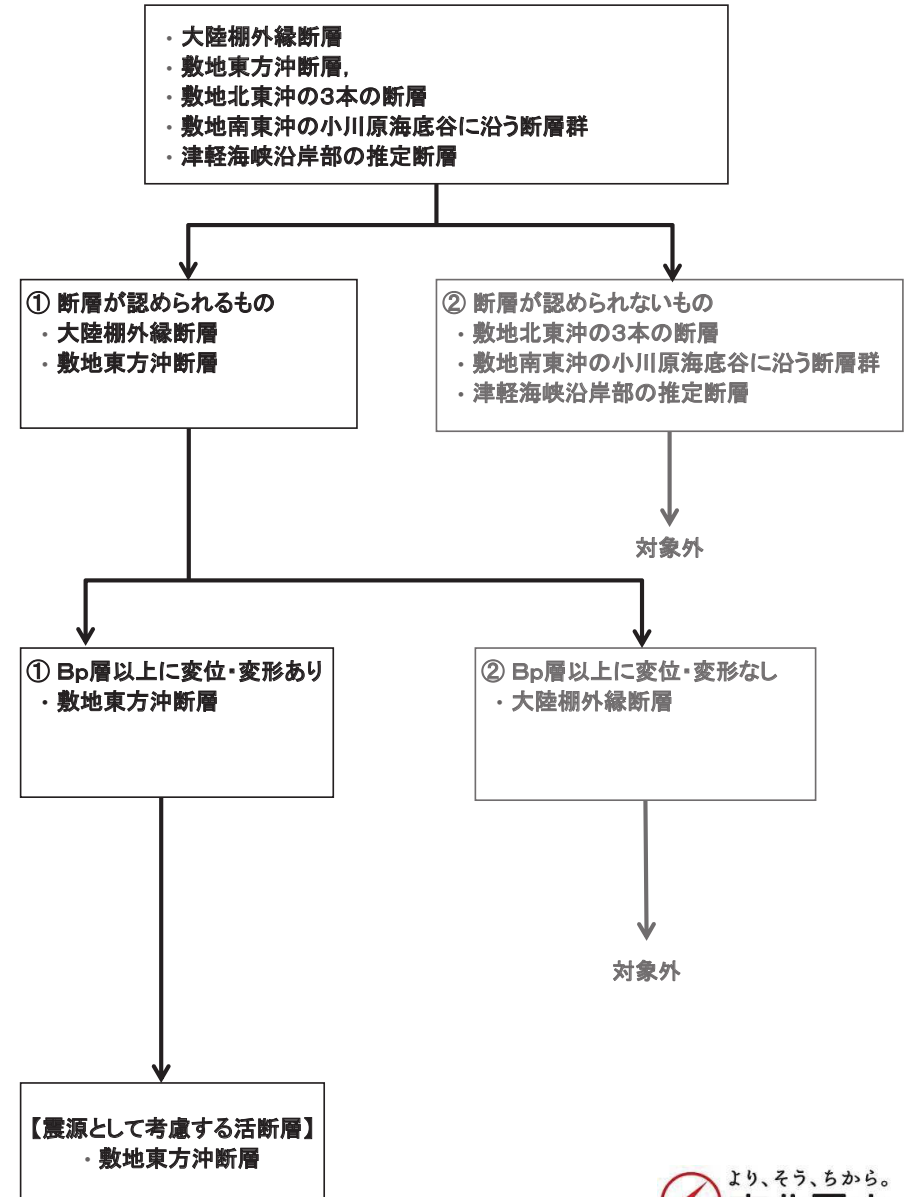 ・大陸棚外縁断層
・敷地東方沖断層,
・敷地北東沖の3本の断層
・敷地南東沖の小川原海底谷に沿う断層群
・津軽海峡沿岸部の推定断層
① 断層が認められるもの
・大陸棚外縁断層
・敷地東方沖断層
② 断層が認められないもの
・敷地北東沖の3本の断層
・敷地南東沖の小川原海底谷に沿う断層群
・津軽海峡沿岸部の推定断層
対象外
① Bp層以上に変位・変形あり
・敷地東方沖断層
② Bp層以上に変位・変形なし
・大陸棚外縁断層
対象外
【震源として考慮する活断層】
・敷地東方沖断層
より、そう、ちから。